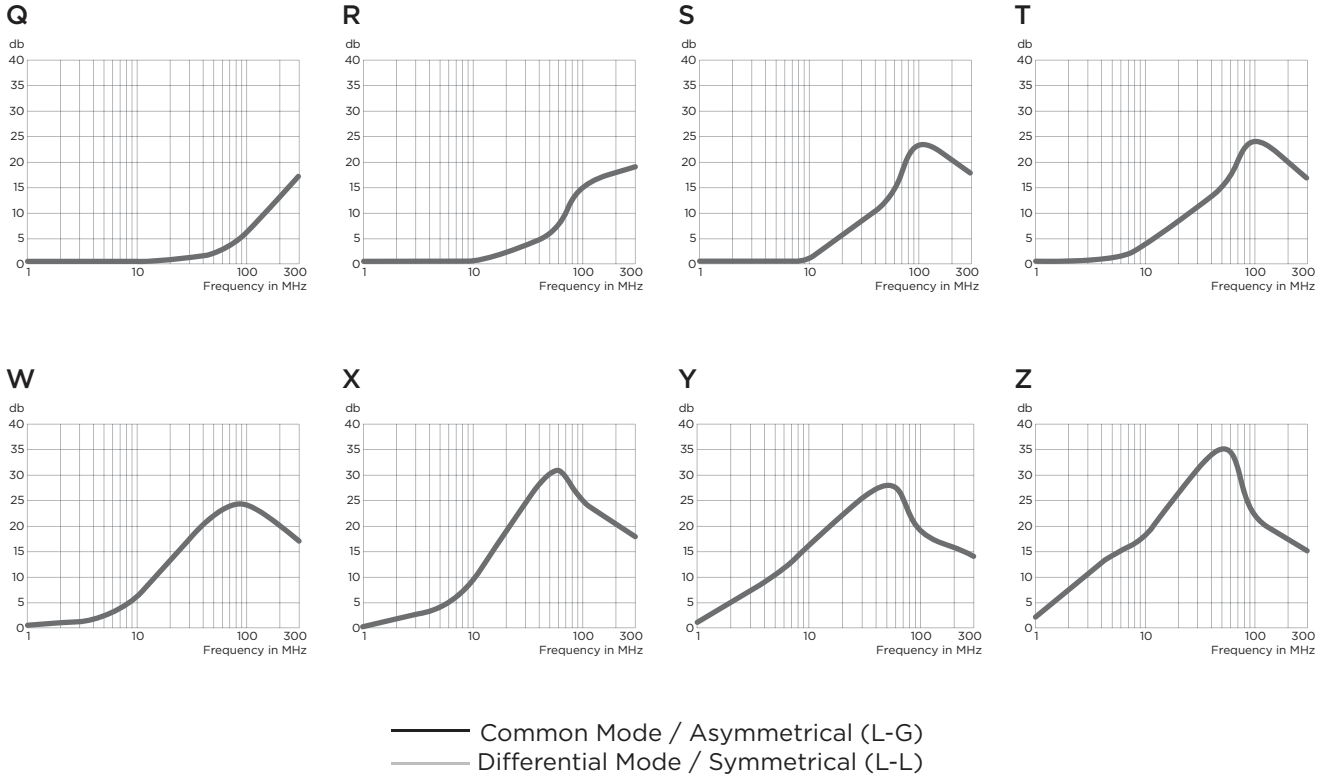 Q
db
40
35
30
25
20
15
10
5
0
1 10 100 300
Frequency in MHz
R
db
40
35
30
25
20
15
10
5
0
1 10 100 300
Frequency in MHz
S
db
40
35
30
25
20
15
10
5
0
1 10 100 300
Frequency in MHz
T
db
40
35
30
25
20
15
10
5
0
1 10 100 300
Frequency in MHz
W
db
40
35
30
25
20
15
10
5
0
1 10 100 300
Frequency in MHz
X
db
40
35
30
25
20
15
10
5
0
1 10 100 300
Frequency in MHz
Y
db
40
35
30
25
20
15
10
5
0
1 10 100 300
Frequency in MHz
Z
db
40
35
30
25
20
15
10
5
0
1 10 100 300
Frequency in MHz
Common Mode / Asymmetrical (L-G)
Differential Mode / Symmetrical (L-L)